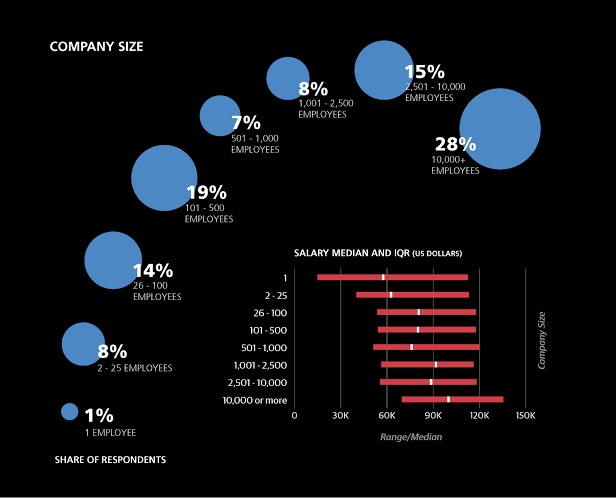 COMPANY SIZE
15%
2,501 - 10,000
EMPLOYEES
8%
1,001 - 2,500
EMPLOYEES
7%
501 - 1,000
EMPLOYEES
28%
10,000+
EMPLOYEES
19%
101 - 500
EMPLOYEES
14%
26 - 100
EMPLOYEES
8%
2 - 25 EMPLOYEES
1%
1 EMPLOYEE
SHARE OF RESPONDENTS
SALARY MEDIAN AND IQR (US DOLLARS)
1
2 - 25
26 - 100
101 - 500
501 - 1,000
1,001 - 2,500
2,501 - 10,000
10,000 or more
0 30K 60K 90K 120K 150K
Range/Median
Company Size